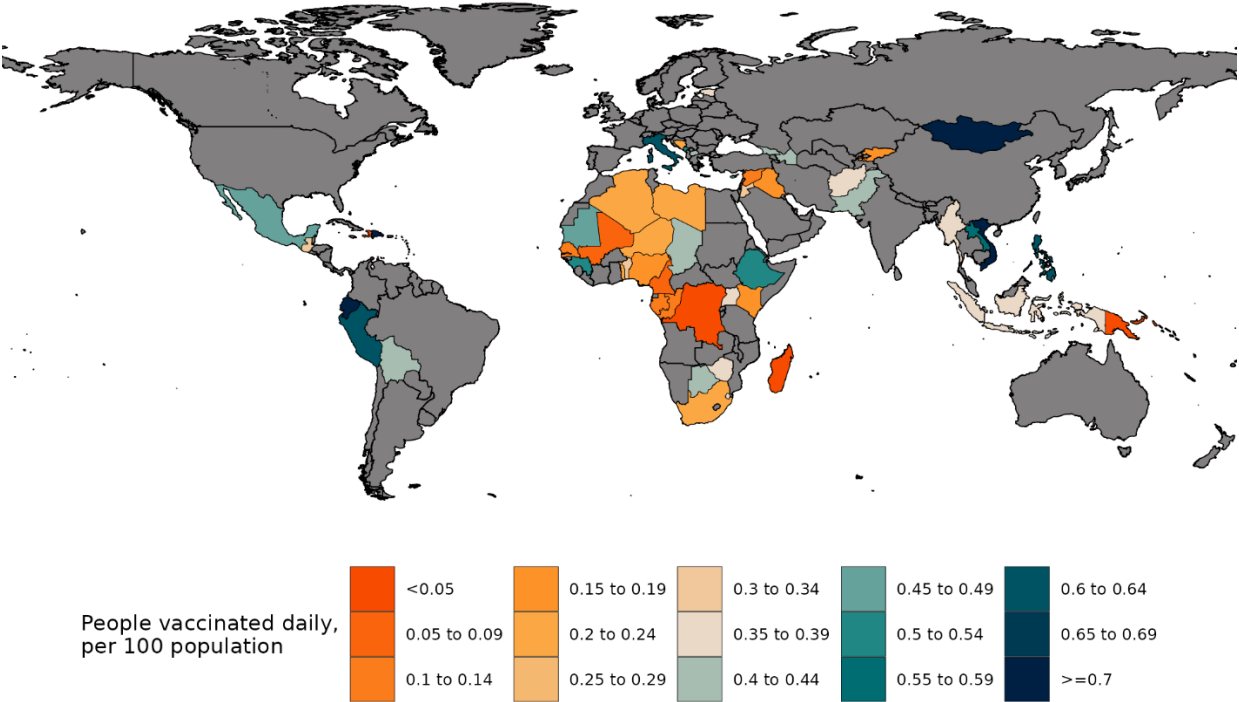 People vaccinated daily,
per 100 population
<0.05
0.05 to 0.09
0.1 to 0.14
0.15 to 0.19
0.2 to 0.24
0.25 to 0.29
0.3 to 0.34
0.35 to 0.39
0.4 to 0.44
0.45 to 0.49
0.5 to 0.54
0.55 to 0.59
0.6 to 0.64
0.65 to 0.69
>=0.7